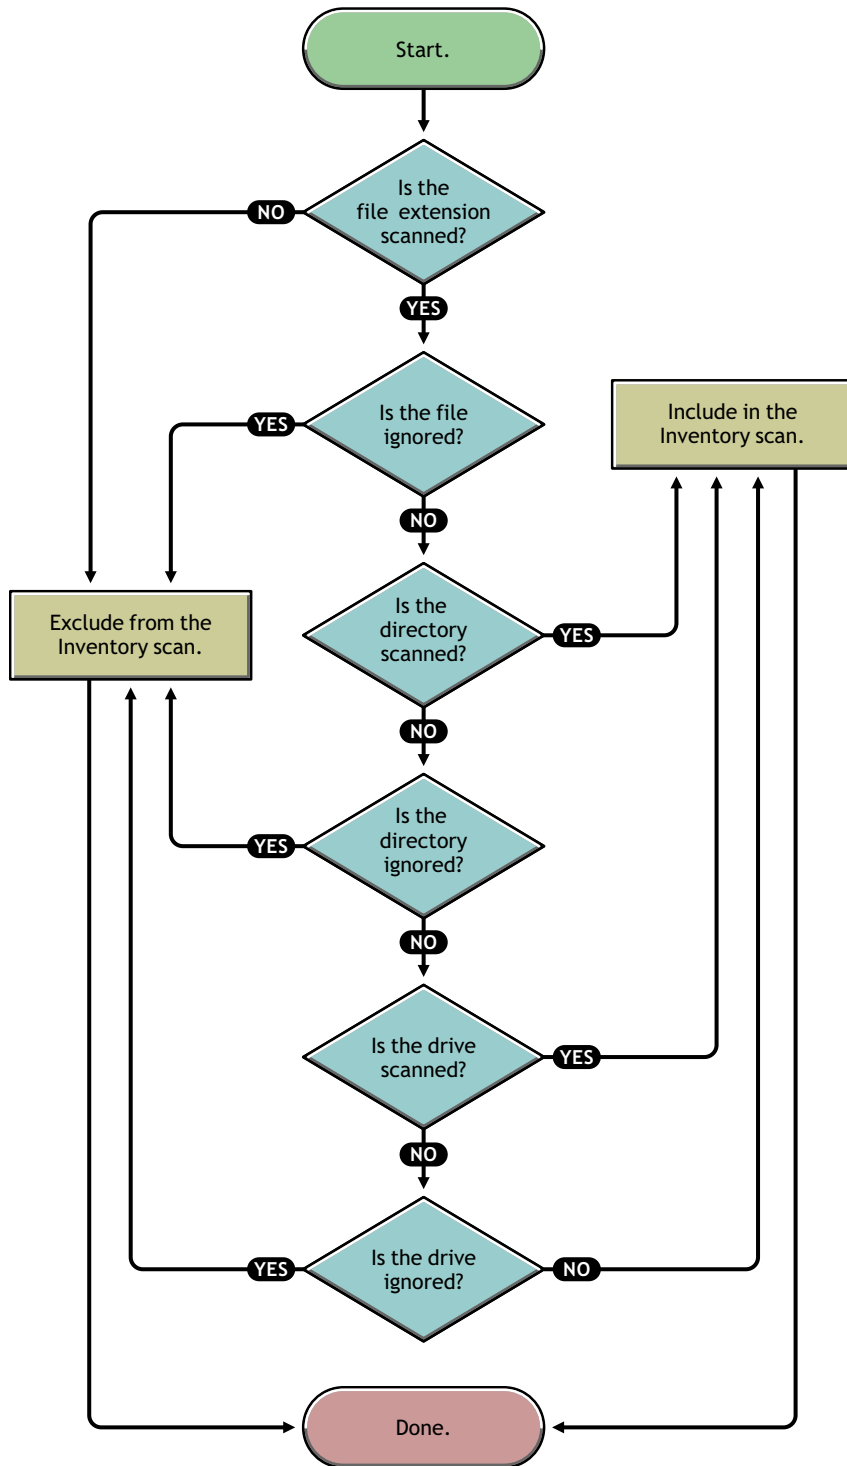 Start.
Is the
file extension
scanned?
NO
YES
Is the file
ignored?
YES
NO
Include in the
Inventory scan.
Exclude from the
Inventory scan.
Is the
directory
scanned?
YES
NO
Is the
directory
ignored?
YES
NO
Is the drive
scanned?
YES
NO
Is the drive
ignored?
YES
NO
Done.